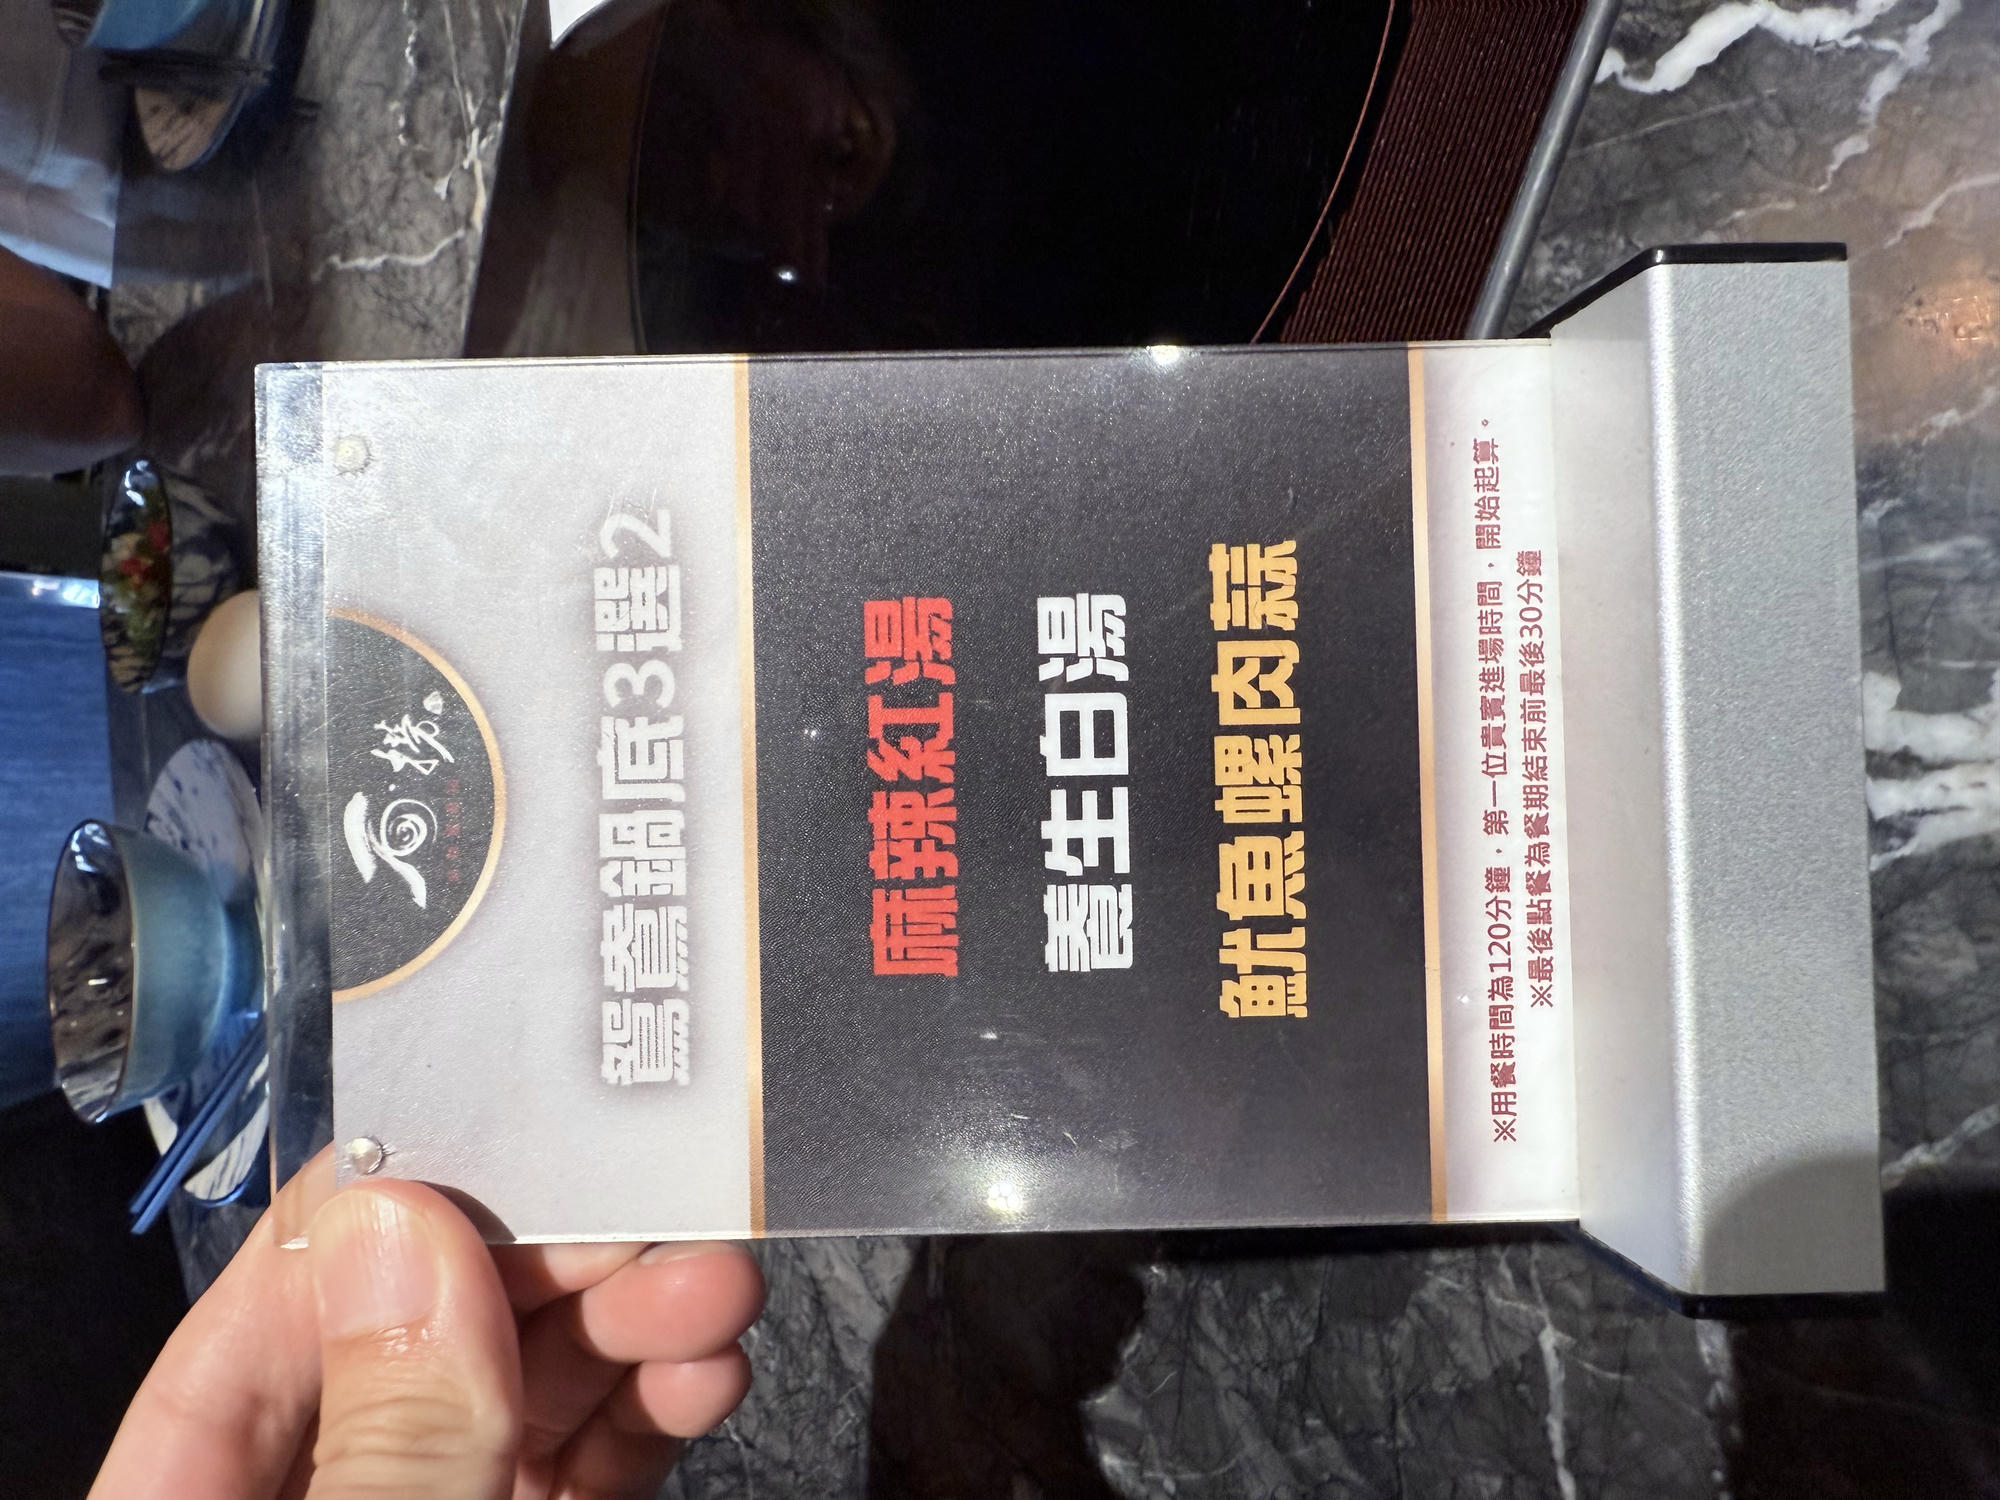 石·撈
鴛鴦鍋底3選2
麻辣紅湯
養生白湯
魷魚螺肉蒜
※用餐時間為120分鐘，第一位貴賓進場時間，開始起算。
※最後點餐為餐期結束前最後30分鐘